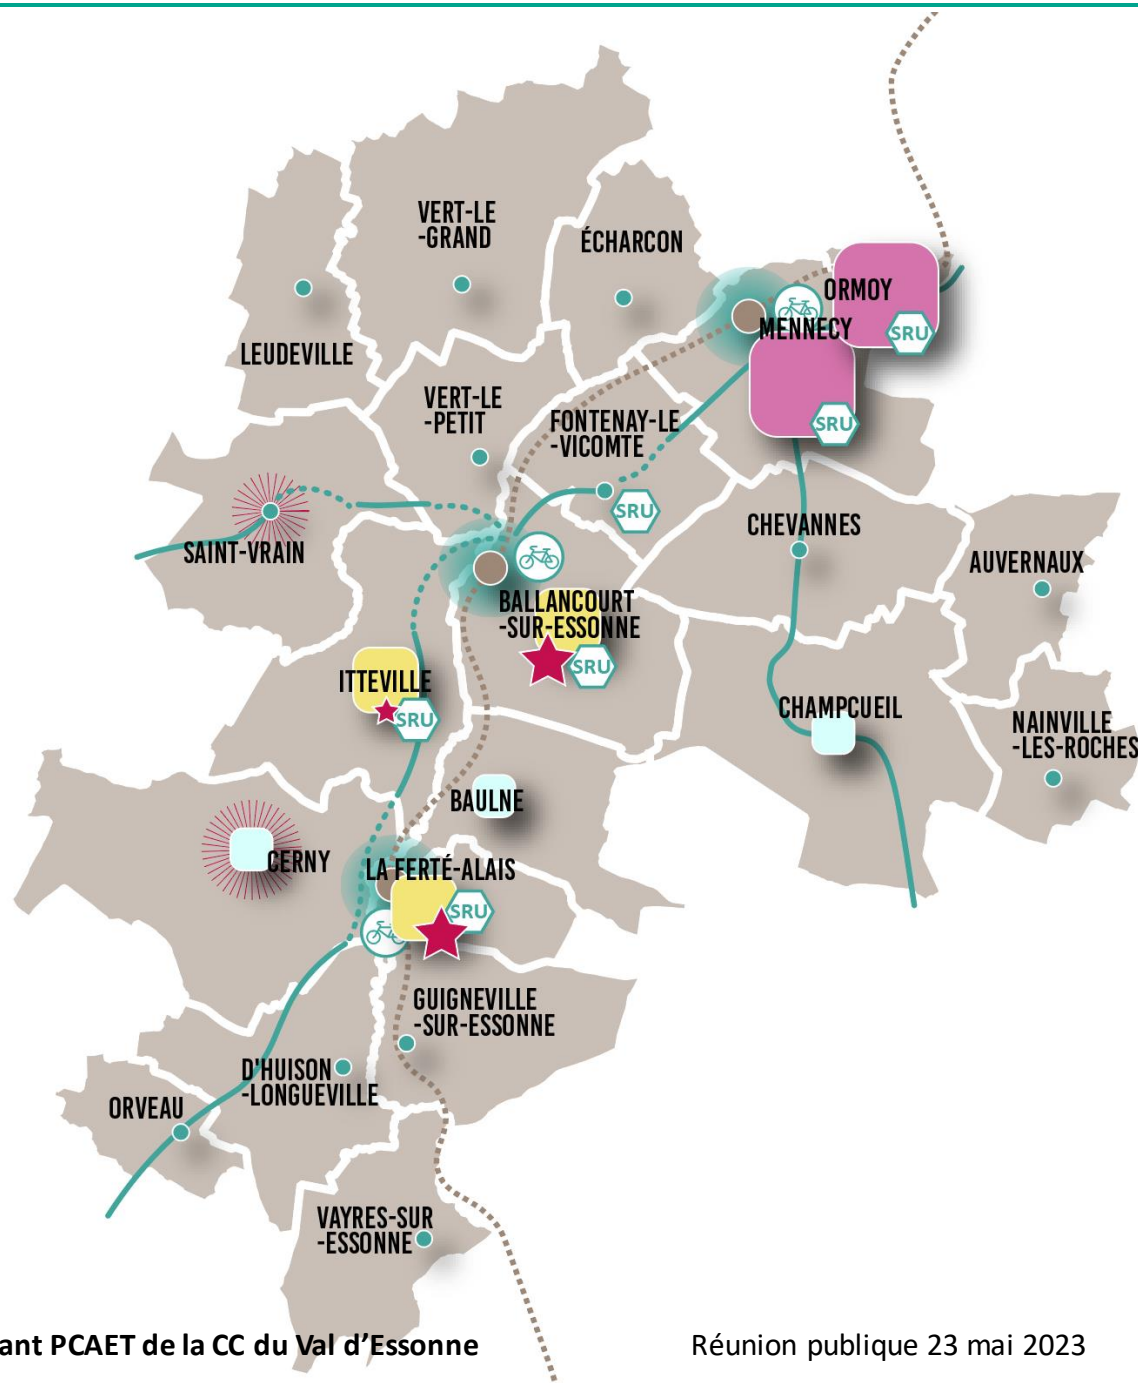 VERT-LE
-GRAND
ÉCHARCON
ORMOY
MENNECY
SRU
LEUDEVILLE
VERT-LE
-PETIT
FONTENAY-LE
-VICOMTE
SRU
SRU
SAINT-VRAIN
CHEVANNES
AUVERNAUX
BALLANCOURT
-SUR-ESSONNE
SRU
ITTEVILLE
SRU
CHAMPCUEIL
NAINVILLE
-LES-ROCHES
BAULNE
CERNY
LA FERTÉ-ALAIS
SRU
GUIGNEVILLE
-SUR-ESSONNE
D'HUISON
-LONGUEVILLE
ORVEAU
VAYRES-SUR
-ESSONNE
ant PCAET de la CC du Val d’Essonne
Réunion publique 23 mai 2023